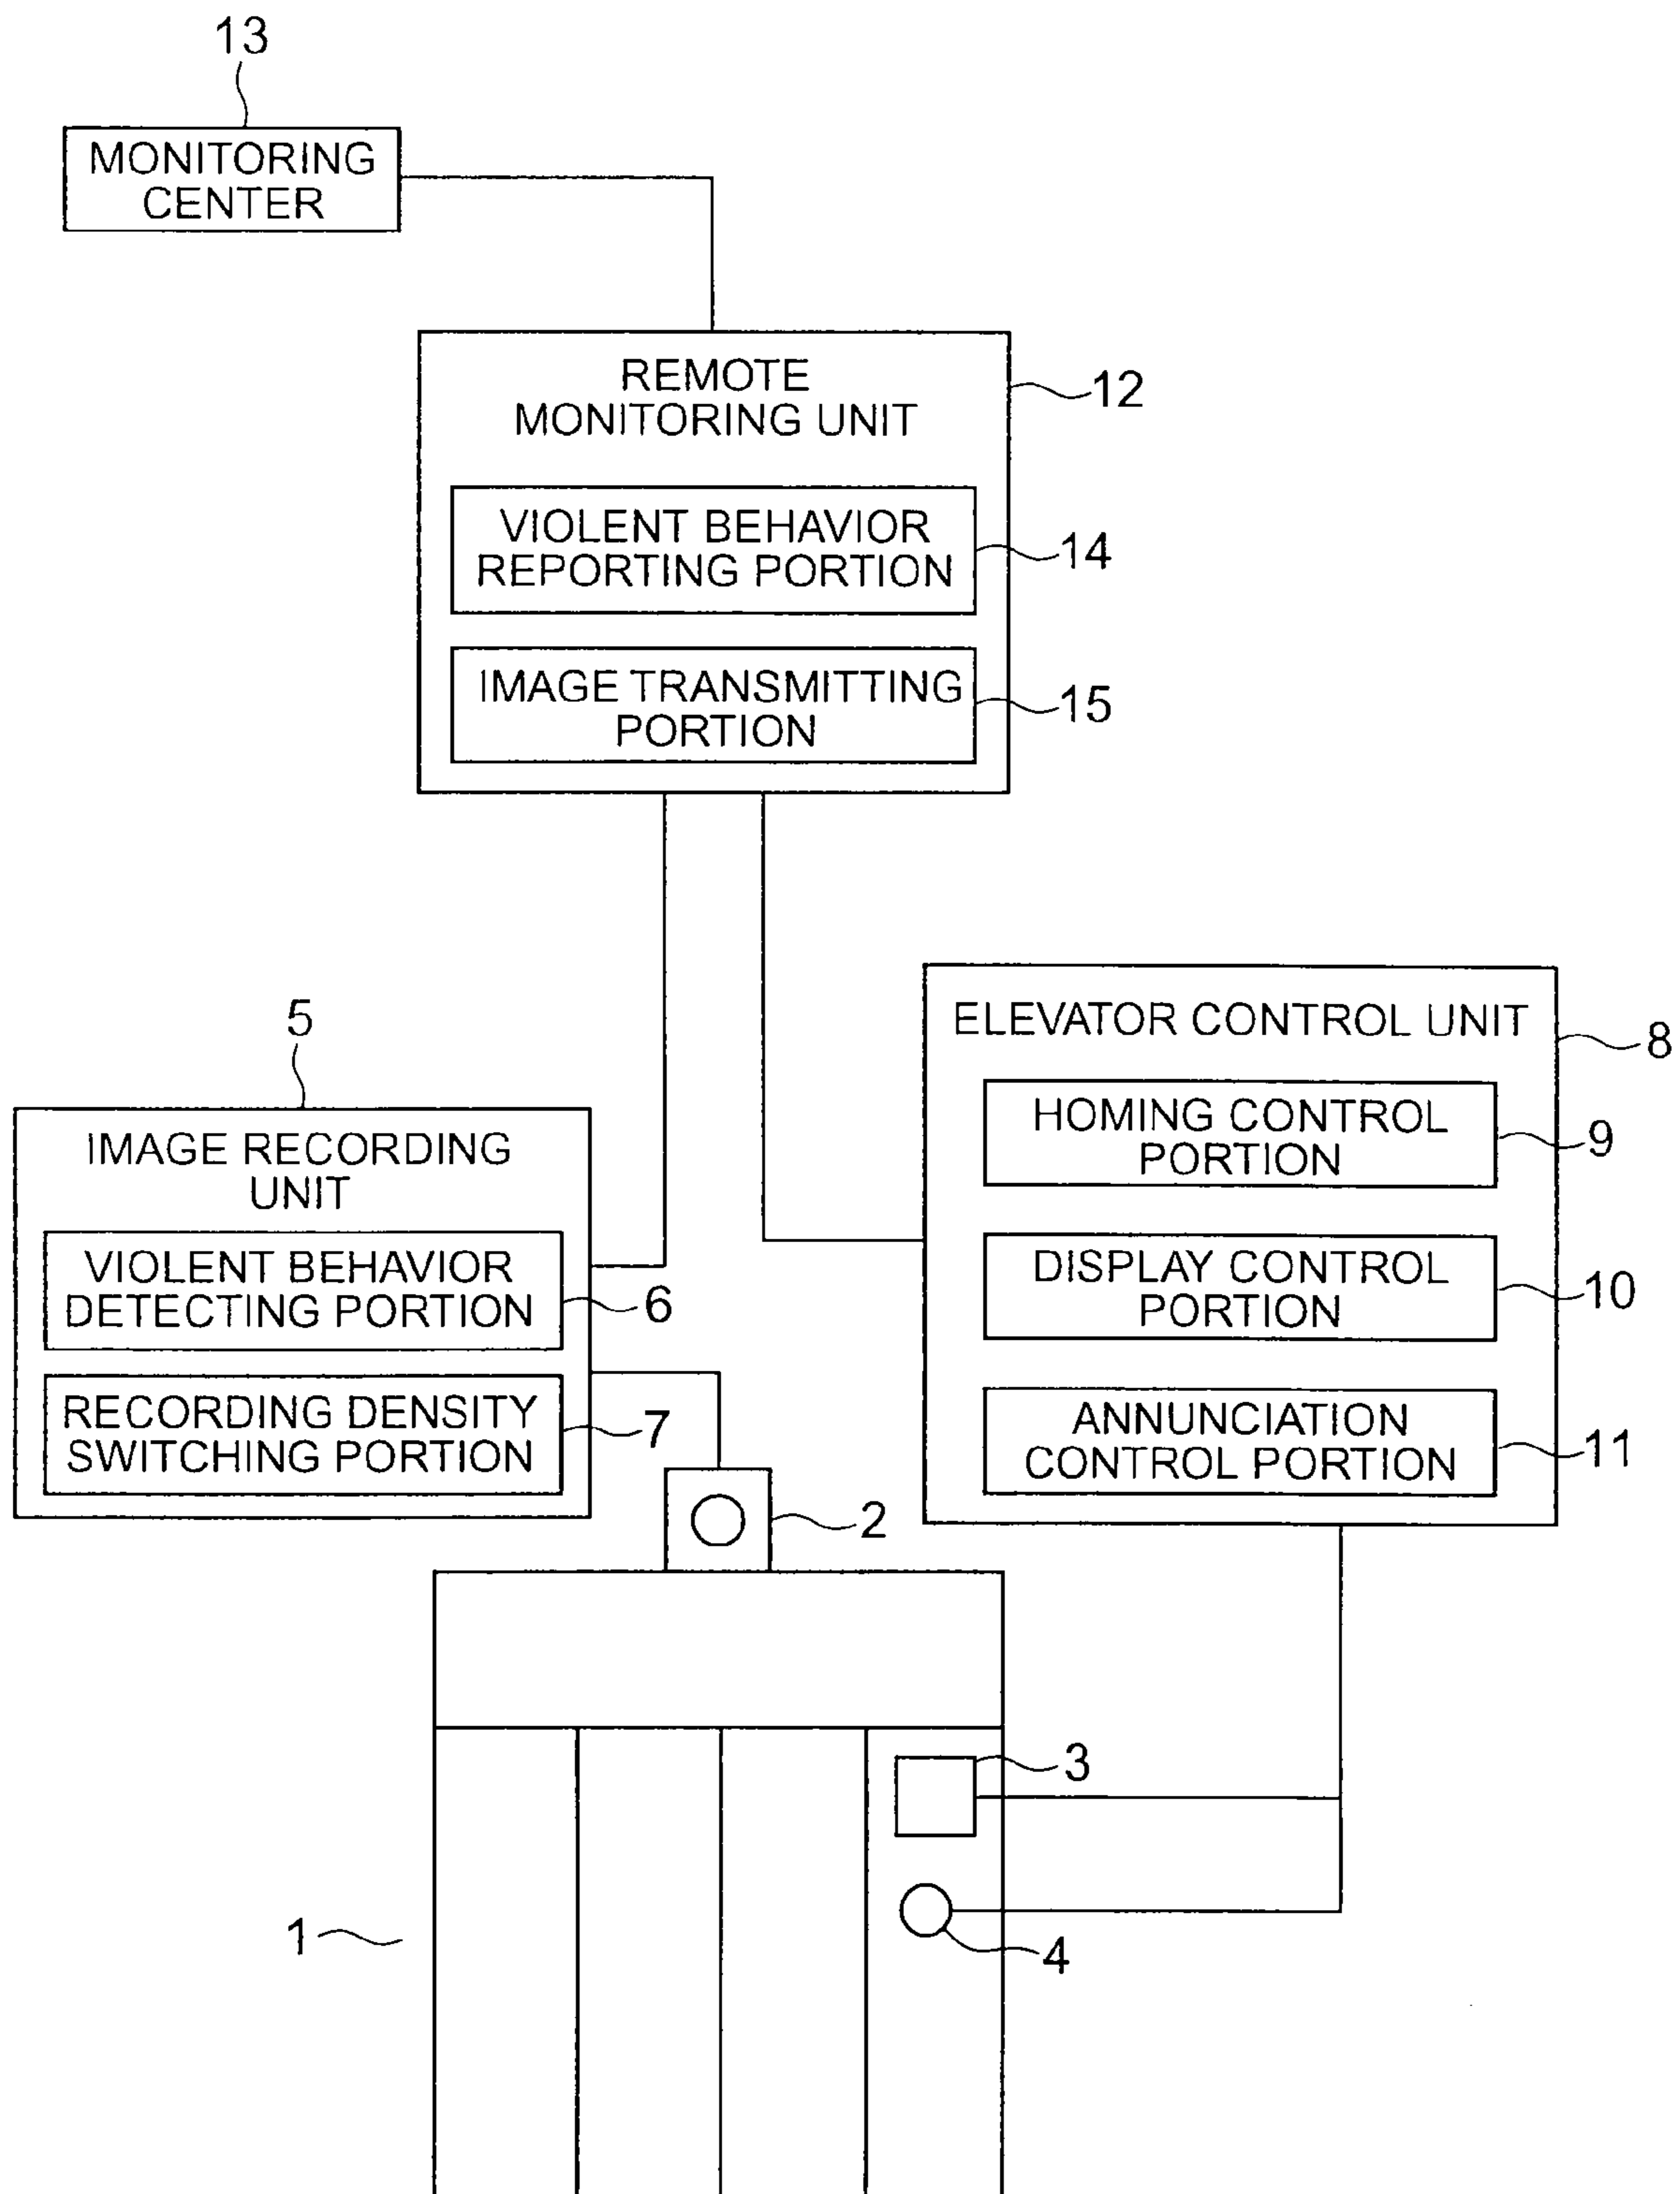 13
MONITORING
CENTER
REMOTE
MONITORING UNIT
12
VIOLENT BEHAVIOR
REPORTING PORTION
14
IMAGE TRANSMITTING
PORTION
15
5
IMAGE RECORDING
UNIT
VIOLENT BEHAVIOR
DETECTING PORTION
6
RECORDING DENSITY
SWITCHING PORTION
7
ELEVATOR CONTROL UNIT
8
HOMING CONTROL
PORTION
9
DISPLAY CONTROL
PORTION
10
ANNUNCIATION
CONTROL PORTION
11
2
3
4
1